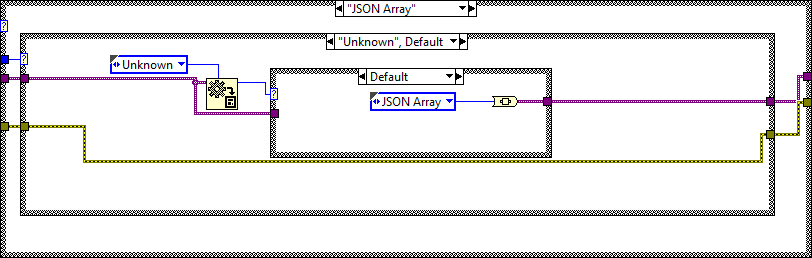 "JSON Array"
"Unknown", Default
Unknown
Default
JSON Array